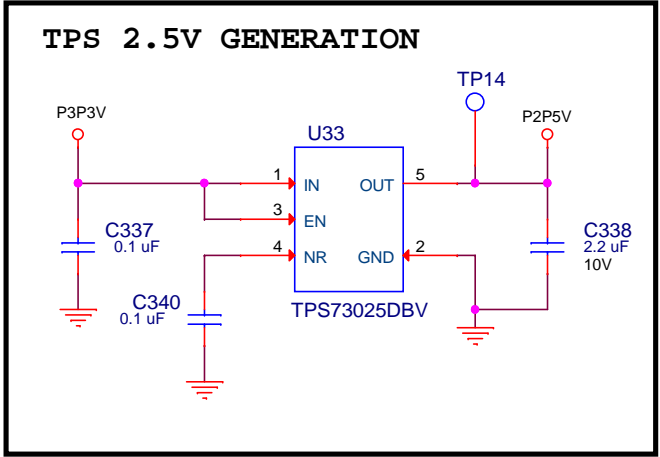 TPS 2.5V GENERATION
TP14
P3P3V
P2P5V
U33
1
IN
OUT
5
3
EN
C337
0.1 uF
C338
2.2 uF
10V
4
NR
GND
2
C340
0.1 uF
TPS73025DBV